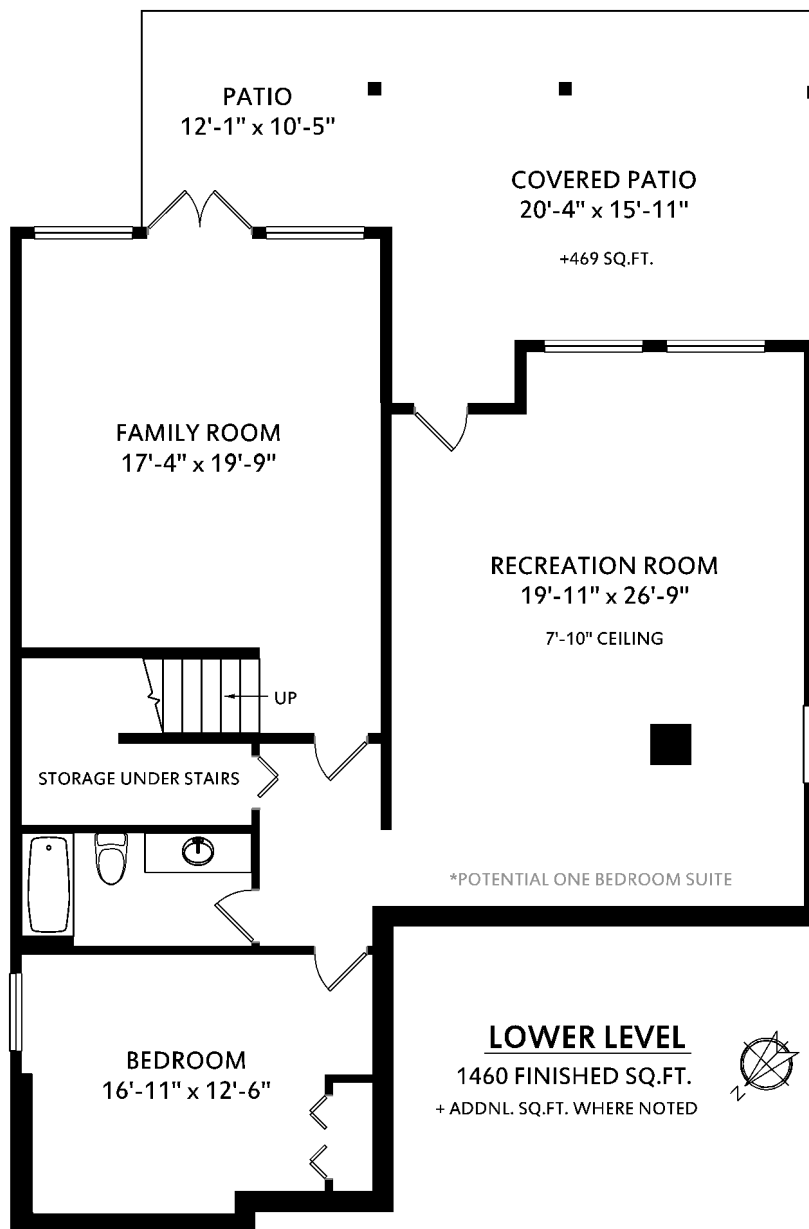 PATIO
12'-1" x 10'-5"
COVERED PATIO
20'-4" x 15'-11"
+469 SQ.FT.
FAMILY ROOM
17'-4" x 19'-9"
RECREATION ROOM
19'-11" x 26'-9"
7'-10" CEILING
UP
STORAGE UNDER STAIRS
*POTENTIAL ONE BEDROOM SUITE
BEDROOM
16'-11" x 12'-6"
LOWER LEVEL
1460 FINISHED SQ.FT.
+ ADDNL. SQ.FT. WHERE NOTED
N